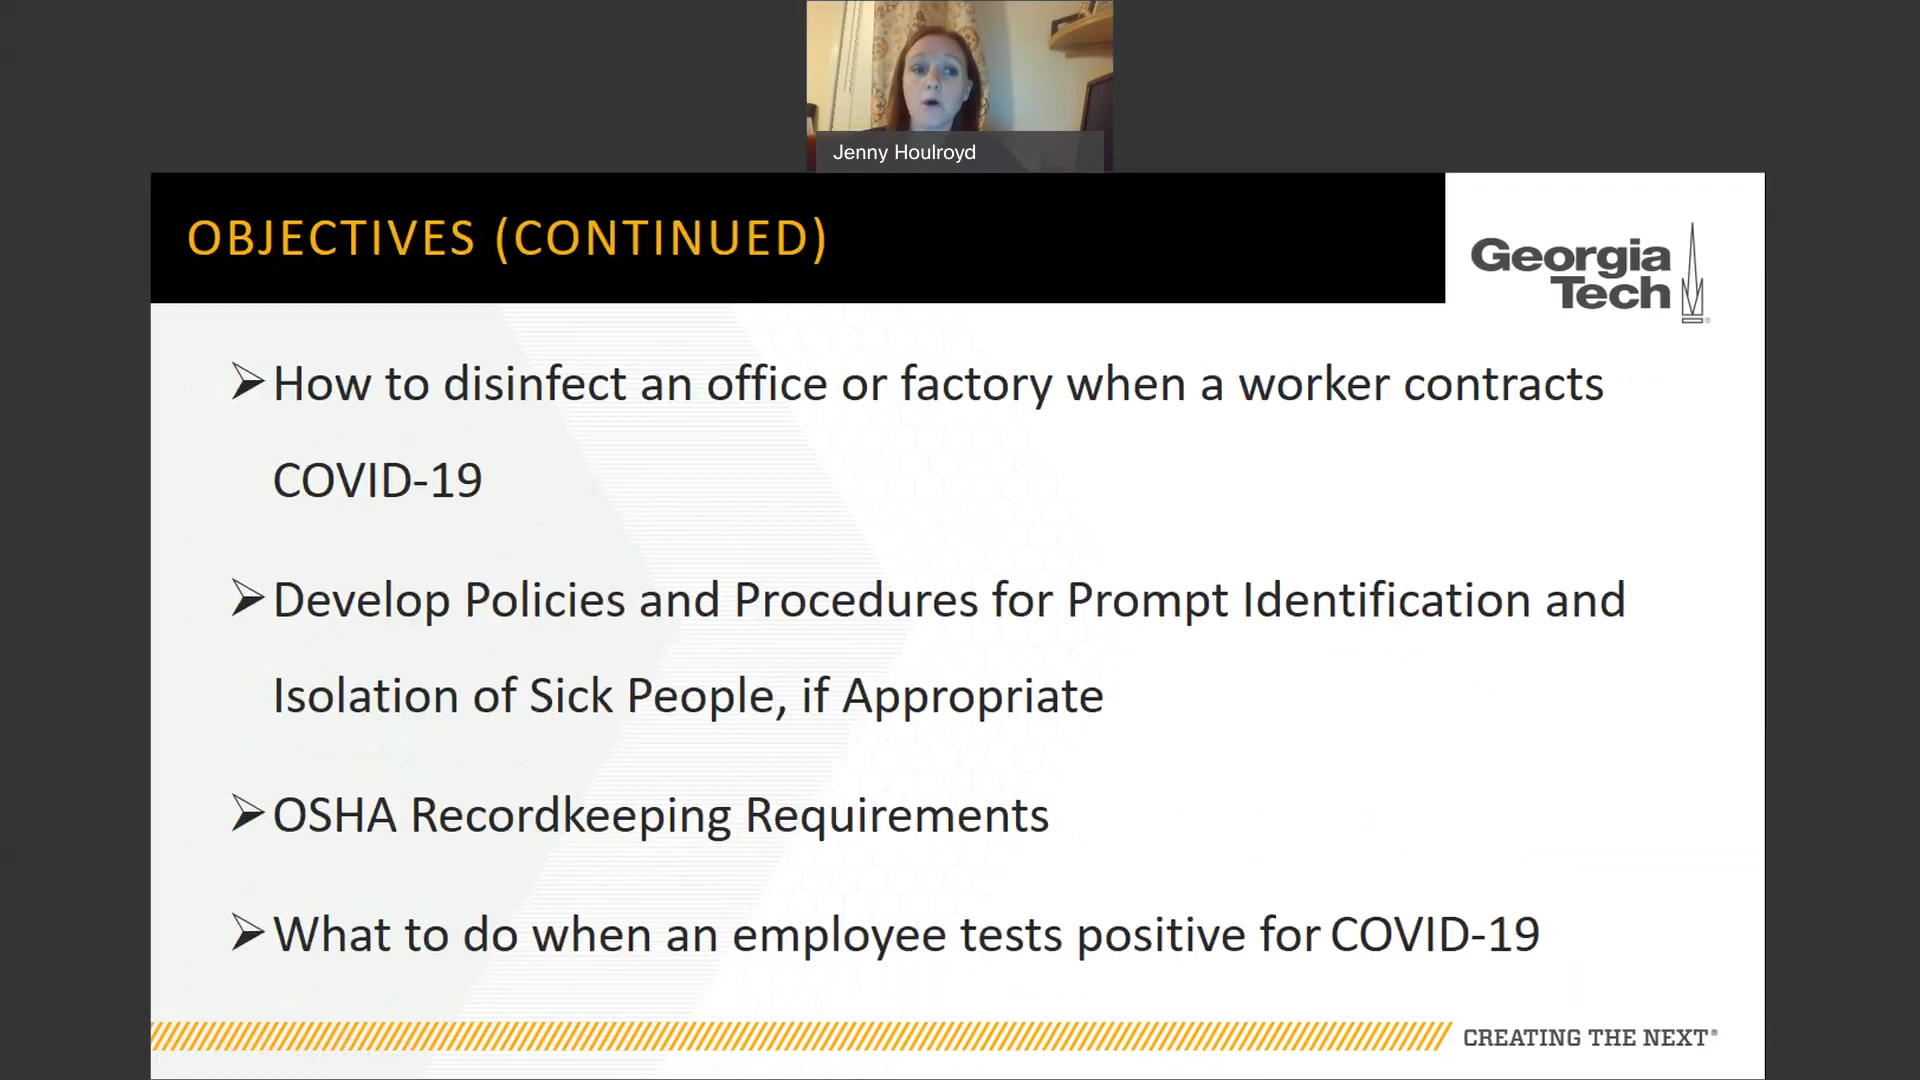 Jenny Houlroyd
OBJECTIVES (CONTINUED)
Georgia
Tech
➢How to disinfect an office or factory when a worker contracts
COVID-19
➢Develop Policies and Procedures for Prompt Identification and
Isolation of Sick People, if Appropriate
➢OSHA Recordkeeping Requirements
➢What to do when an employee tests positive for COVID-19
CREATING THE NEXT®